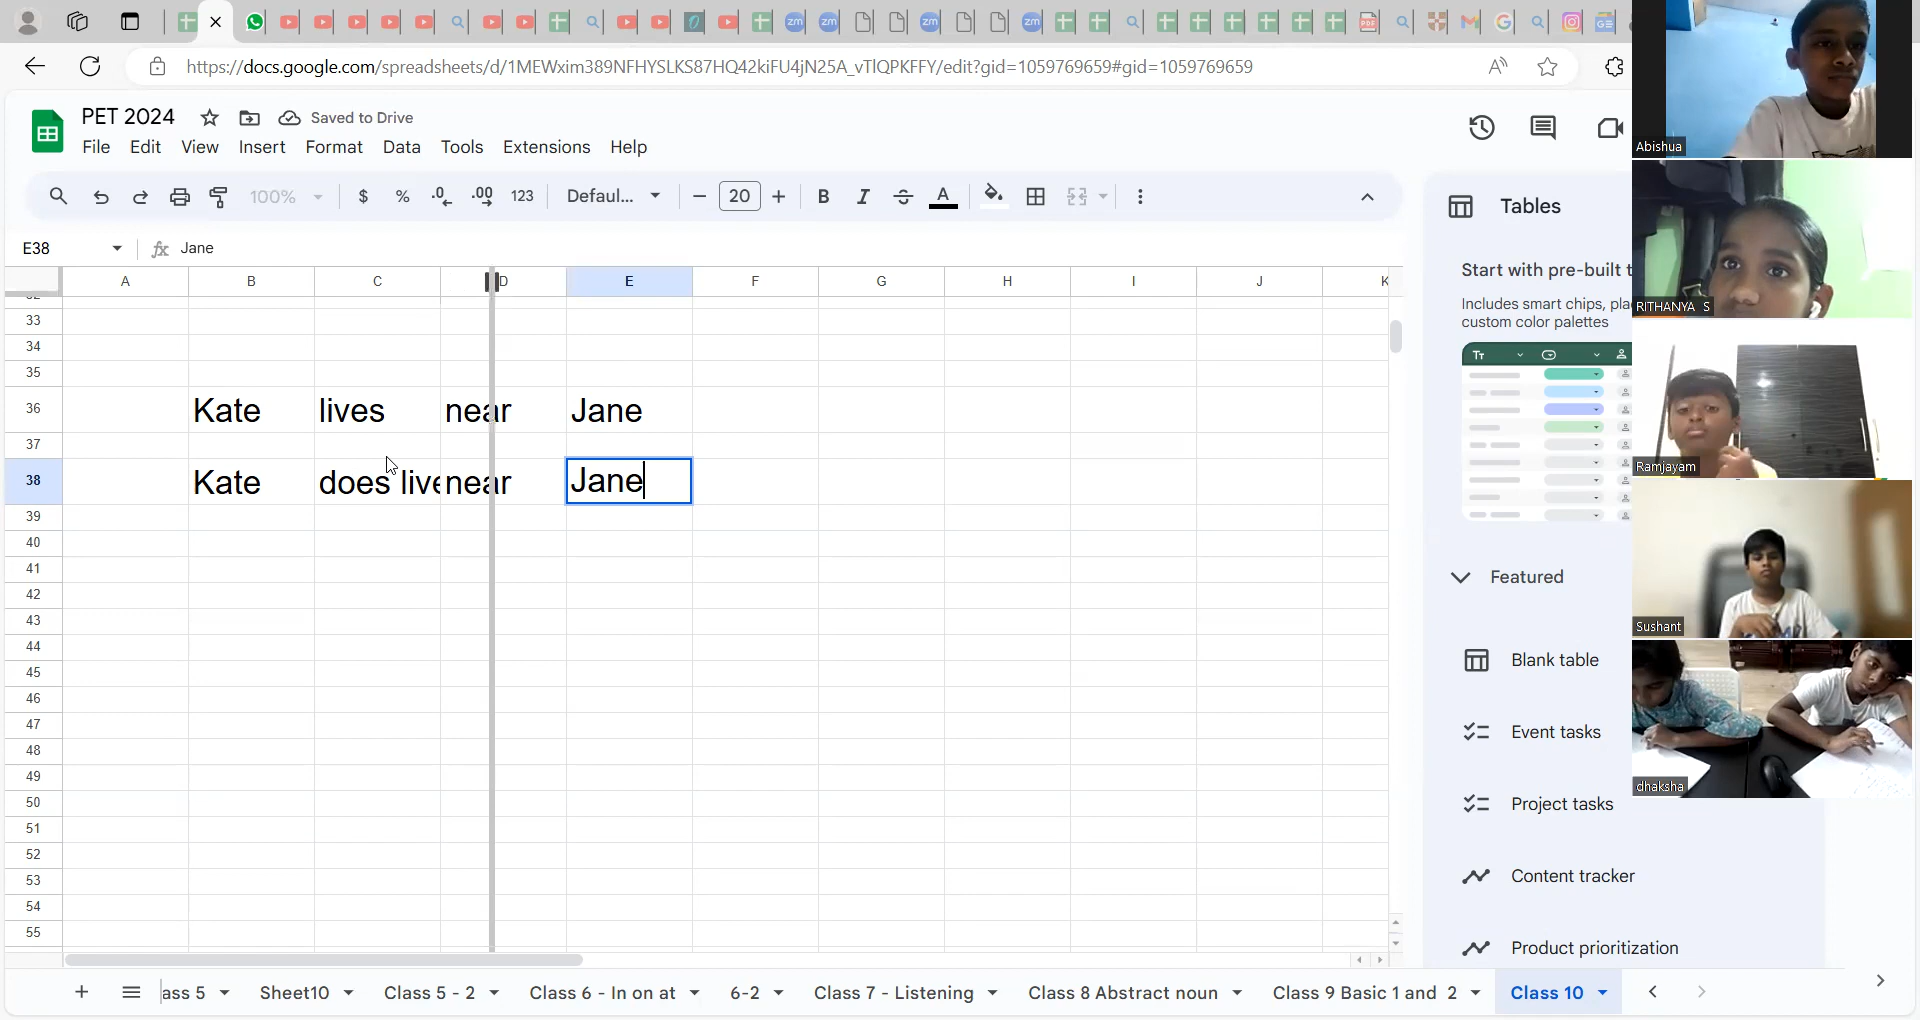 https://docs.google.com/spreadsheets/d/1MEWxim389NFHYSLKS87HQ42kiFU4jN25A_vTlQPKFFY/edit?gid=1059769659#gid=1059769659
PET 2024 Saved to Drive
File Edit View Insert Format Data Tools Extensions Help
100% $ % .0 .00 123 Defaul... 20 B I A
Tables
E38 fx Jane
Start with pre-built t
Includes smart chips, pla
custom color palettes
A B C D E F G H I J K
33
34
35
36 Kate lives near Jane
37
38 Kate does live near Jane
39
40
41
42
43
44
45
46
47
48
49
50
51
52
53
54
55
Featured
Blank table
Event tasks
Project tasks
Content tracker
Product prioritization
Abishua
RITHANYA S
Ramjayam
Sushant
dhaksha
ass 5 Sheet10 Class 5 - 2 Class 6 - In on at 6-2 Class 7 - Listening Class 8 Abstract noun Class 9 Basic 1 and 2 Class 10